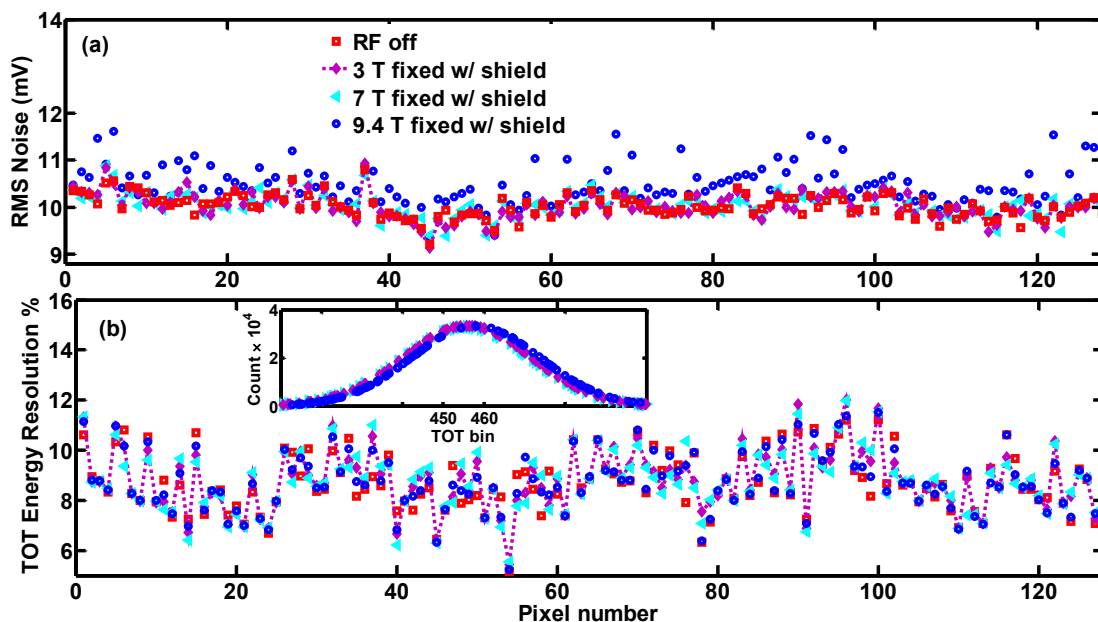 14
(a)
RF off
3 T fixed w/ shield
7 T fixed w/ shield
9.4 T fixed w/ shield
12
11
10
9
RMS Noise (mV)
0 20 40 60 80 100 120
16
14
12
10
8
6
TOT Energy Resolution %
(b)
4
2
0
Count × 10^4
450 460
TOT bin
0 20 40 60 80 100 120
Pixel number